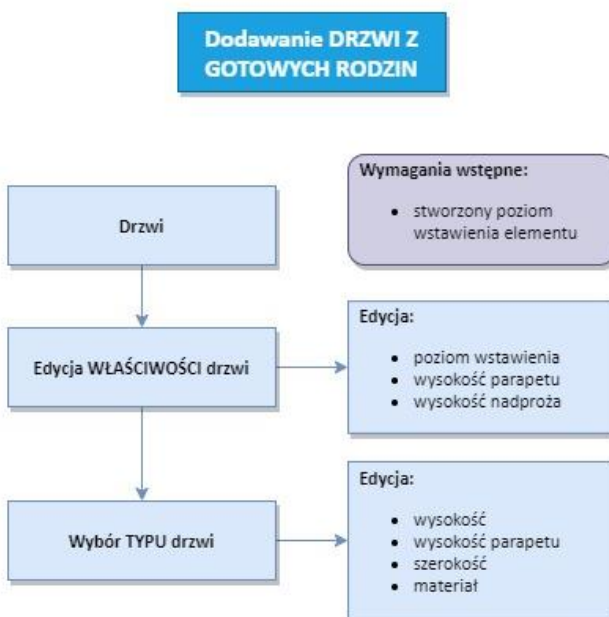 Dodawanie DRZWI Z
GOTOWYCH RODZIN
Wymagania wstępne:
• stworzony poziom
wstawienia elementu
Drzwi
Edycja WŁAŚCIWOŚCI drzwi
Edycja:
• poziom wstawienia
• wysokość parapetu
• wysokość nadproża
Wybór TYPU drzwi
Edycja:
• wysokość
• wysokość parapetu
• szerokość
• materiał